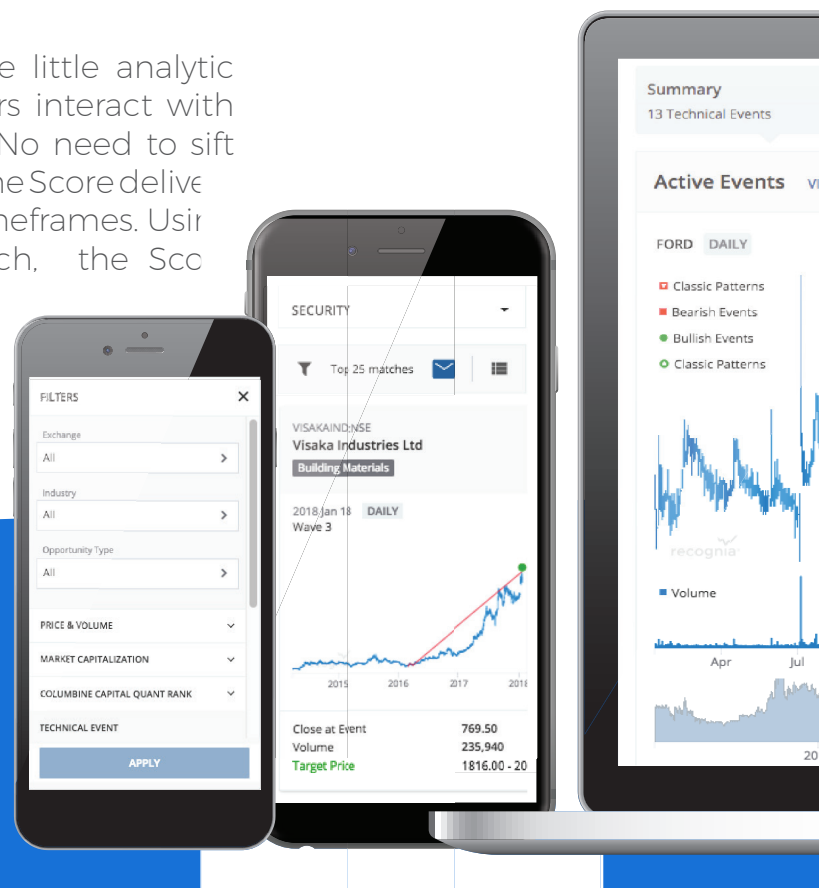 e little analytic
rs interact with
No need to sift
he Score delive
neframes. Usin
ch, the Sco
FILTERS
Exchange
All
Industry
All
Opportunity Type
All
PRICE & VOLUME
MARKET CAPITALIZATION
COLUMBINE CAPITAL QUANT RANK
TECHNICAL EVENT
APPLY
SECURITY
Top 25 matches
VISAKAIND:NSE
Visaka Industries Ltd
Building Materials
2018 Jan 18 DAILY
Wave 3
2015 2016 2017 2018
Close at Event 769.50
Volume 235,940
Target Price 1816.00 - 20
Summary
13 Technical Events
Active Events VI
FORD DAILY
Classic Patterns
Bearish Events
Bullish Events
Classic Patterns
recognia
Volume
Apr Jul
20